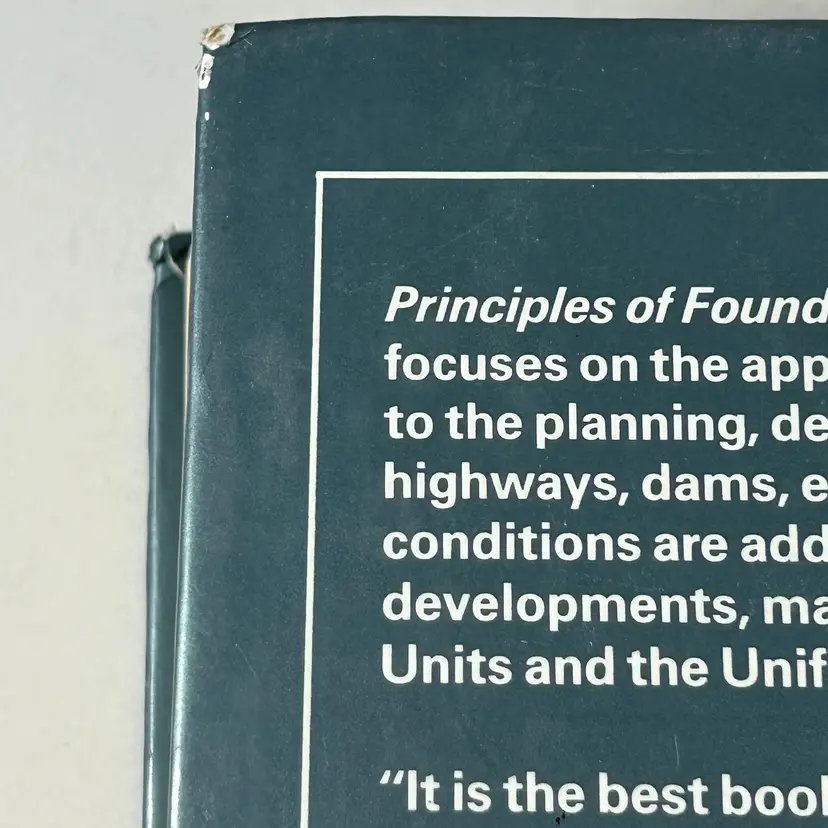 Principles of Found
focuses on the app
to the planning, de
highways, dams, e
conditions are add
developments, ma
Units and the Unif
“It is the best book